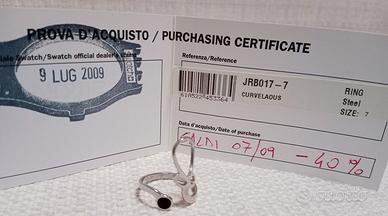 PROVA D'ACQUISTO / PURCHASING CERTIFICATE
Swatch/Swatch official dealer's
9 LUG 2009
Referenza/Reference
JRB017-7
RING
CURVELAOUS
Steel
SIZE: 7
Data d'acquisto/Date of purchase
SALDI 07/09 -40%